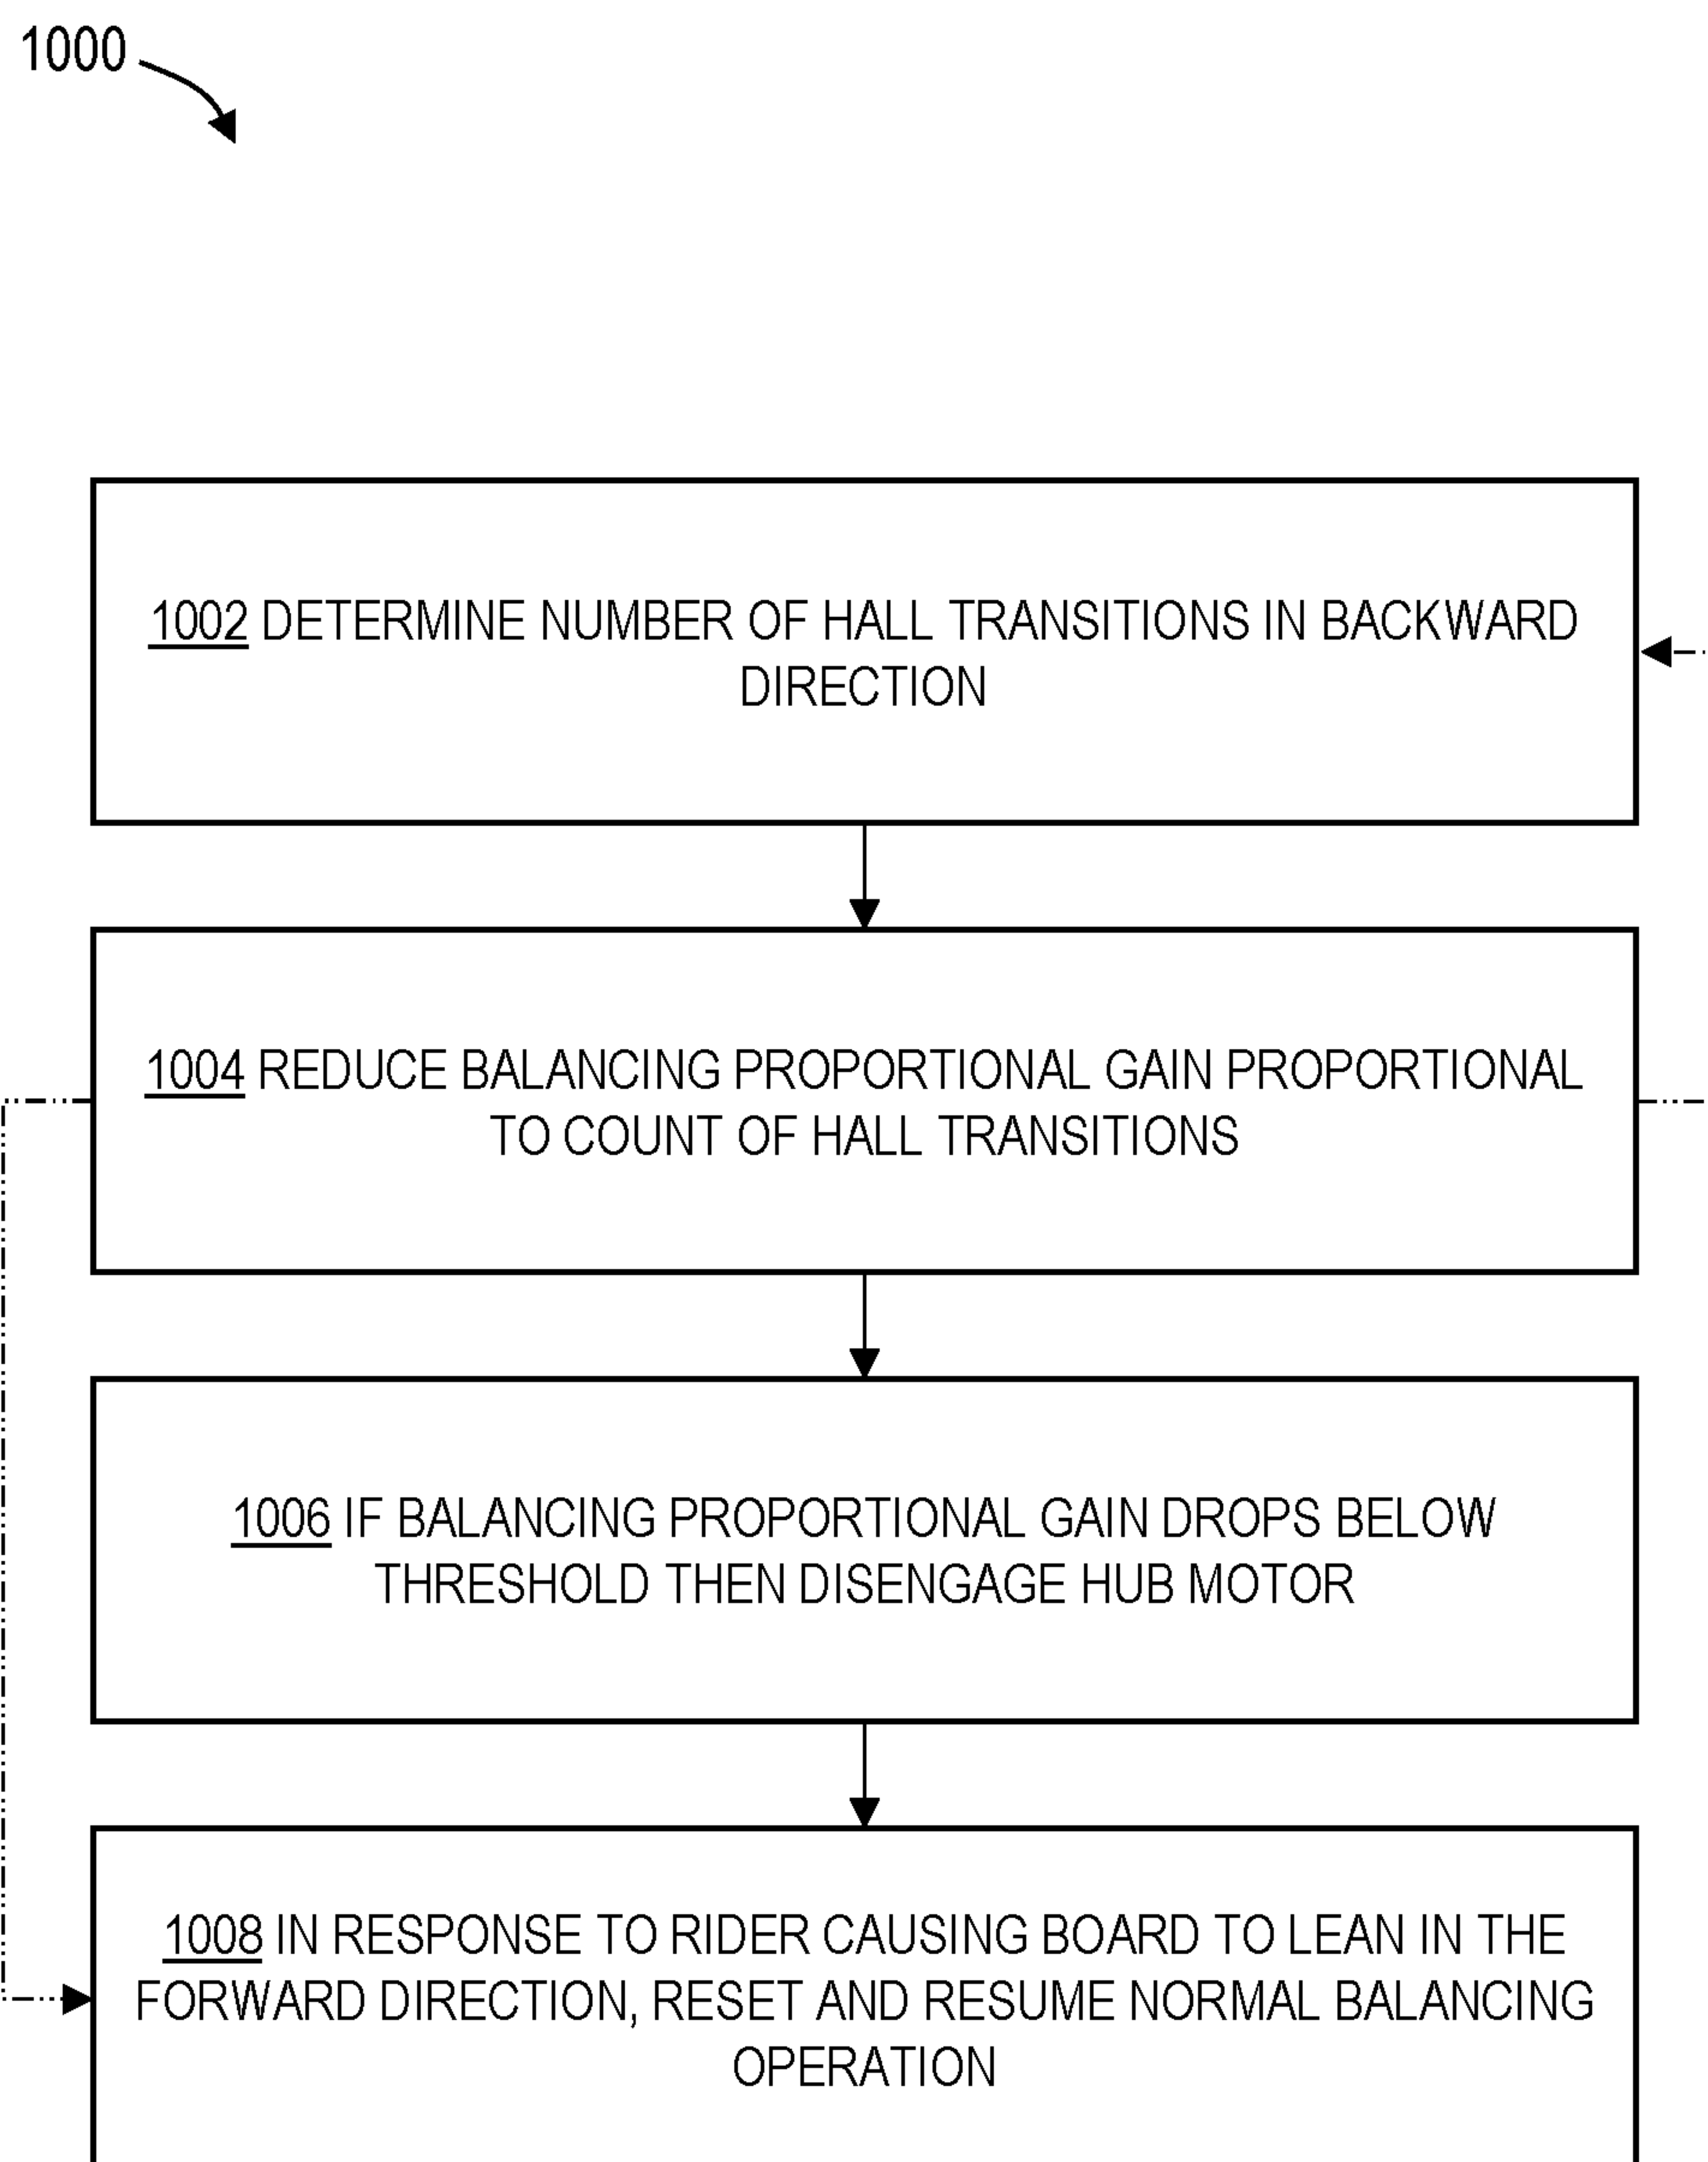 1000
1002 DETERMINE NUMBER OF HALL TRANSITIONS IN BACKWARD
DIRECTION
1004 REDUCE BALANCING PROPORTIONAL GAIN PROPORTIONAL
TO COUNT OF HALL TRANSITIONS
1006 IF BALANCING PROPORTIONAL GAIN DROPS BELOW
THRESHOLD THEN DISENGAGE HUB MOTOR
1008 IN RESPONSE TO RIDER CAUSING BOARD TO LEAN IN THE
FORWARD DIRECTION, RESET AND RESUME NORMAL BALANCING
OPERATION